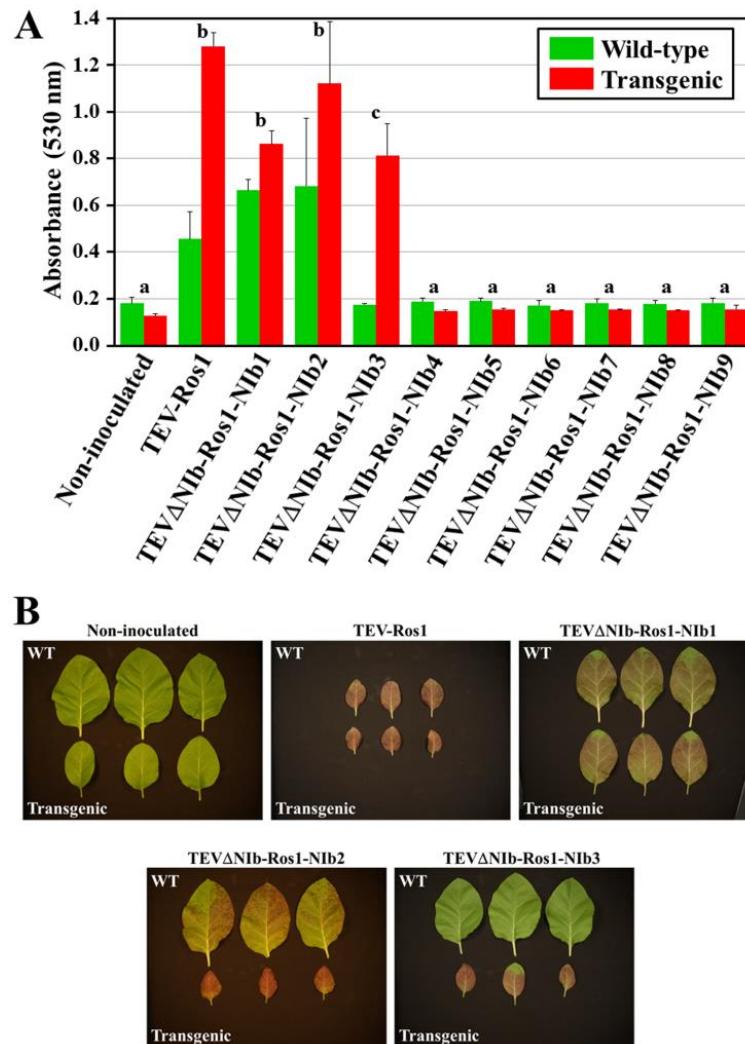 A
Absorbance (530 nm)
1.4
1.2
1.0
0.8
0.6
0.4
0.2
0.0
Wild-type
Transgenic
a
b
b
b
c
a
a
a
a
a
a
Non-inoculated
TEV-Ros1
TEVΔNIb-Ros1-NIb1
TEVΔNIb-Ros1-NIb2
TEVΔNIb-Ros1-NIb3
TEVΔNIb-Ros1-NIb4
TEVΔNIb-Ros1-NIb5
TEVΔNIb-Ros1-NIb6
TEVΔNIb-Ros1-NIb7
TEVΔNIb-Ros1-NIb8
TEVΔNIb-Ros1-NIb9
B
Non-inoculated
WT
Transgenic
TEV-Ros1
WT
Transgenic
TEVΔNIb-Ros1-NIb1
WT
Transgenic
TEVΔNIb-Ros1-NIb2
WT
Transgenic
TEVΔNIb-Ros1-NIb3
WT
Transgenic